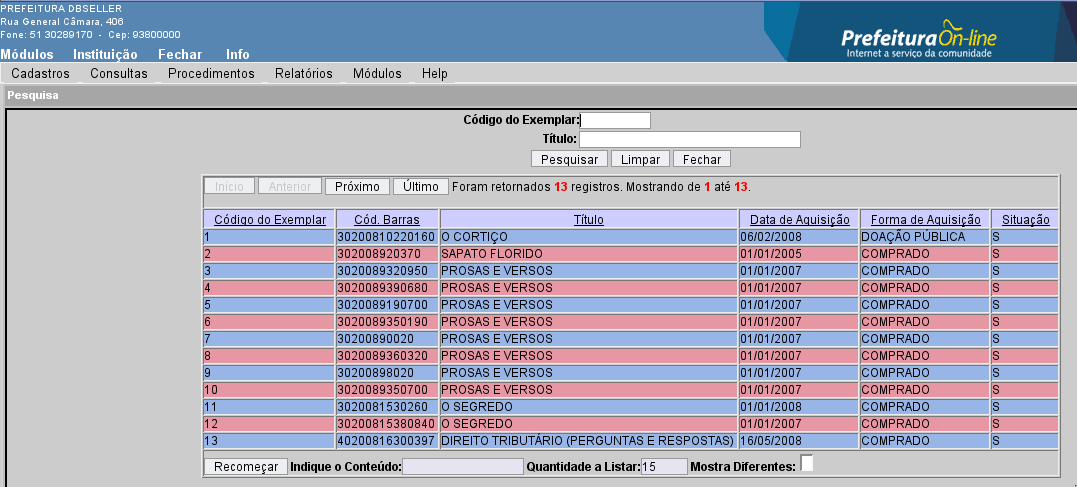 PREFEITURA DBSELLER
Rua General Câmara, 406
Fone: 51 30289170 - Cep: 93800000
Prefeitura On-line
Internet a serviço da comunidade
Módulos Instituição Fechar Info
Cadastros Consultas Procedimentos Relatórios Módulos Help
Pesquisa
Código do Exemplar:
Título:
Pesquisar Limpar Fechar
Início Anterior Próximo Último Foram retornados 13 registros. Mostrando de 1 até 13.
Código do Exemplar Cód. Barras Título Data de Aquisição Forma de Aquisição Situação
1 30200810220160 O CORTIÇO 06/02/2008 DOAÇÃO PÚBLICA S
2 302008920370 SAPATO FLORIDO 01/01/2005 COMPRADO S
3 3020089320950 PROSAS E VERSOS 01/01/2007 COMPRADO S
4 3020089390680 PROSAS E VERSOS 01/01/2007 COMPRADO S
5 3020089190700 PROSAS E VERSOS 01/01/2007 COMPRADO S
6 3020089350190 PROSAS E VERSOS 01/01/2007 COMPRADO S
7 30200890020 PROSAS E VERSOS 01/01/2007 COMPRADO S
8 3020089360320 PROSAS E VERSOS 01/01/2007 COMPRADO S
9 30200898020 PROSAS E VERSOS 01/01/2007 COMPRADO S
10 3020089350700 PROSAS E VERSOS 01/01/2007 COMPRADO S
11 3020081530260 O SEGREDO 01/01/2008 COMPRADO S
12 30200815380840 O SEGREDO 01/01/2007 COMPRADO S
13 40200816300397 DIREITO TRIBUTÁRIO (PERGUNTAS E RESPOSTAS) 16/05/2008 COMPRADO S
Recomeçar Indique o Conteúdo: Quantidade a Listar: 15 Mostra Diferentes: